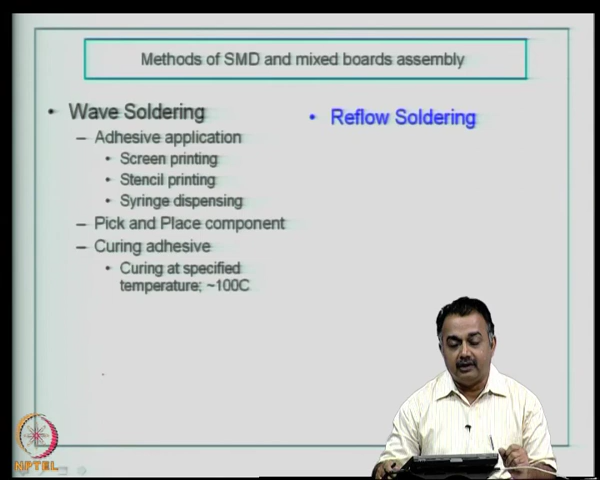 Methods of SMD and mixed boards assembly
• Wave Soldering
– Adhesive application
• Screen printing
• Stencil printing
• Syringe dispensing
– Pick and Place component
– Curing adhesive
• Curing at specified
temperature; ~100C
• Reflow Soldering
NPTEL